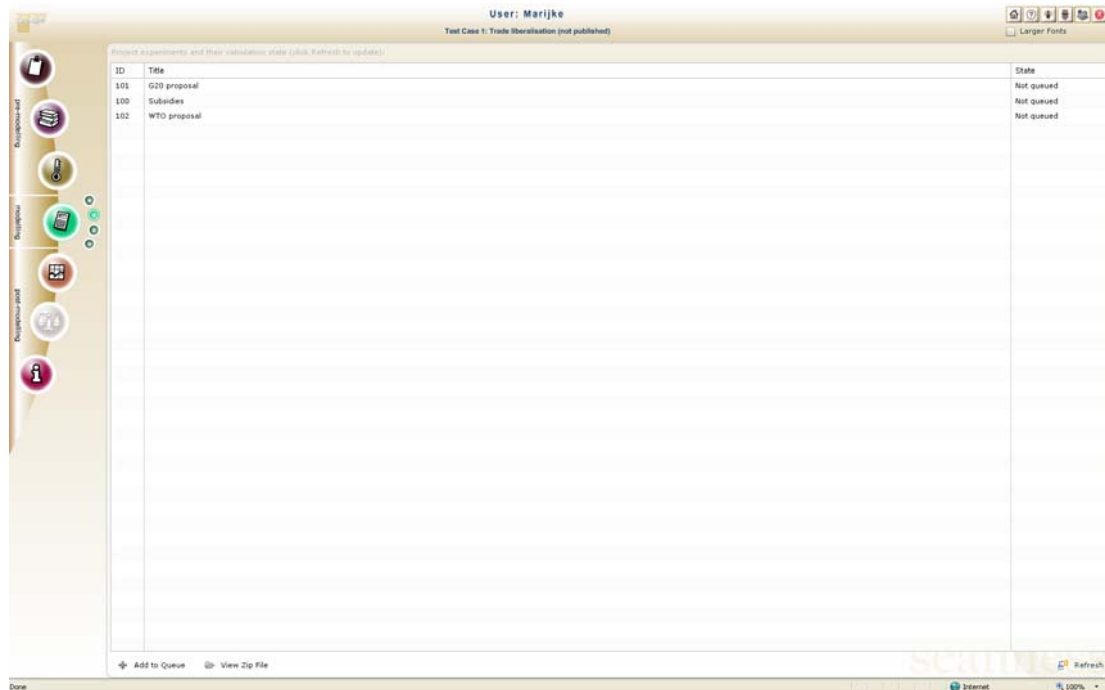 User: Marijke
Test Case 1: Trade liberalisation (not published)
Larger Fonts
Project experiments and their calculation state (click Refresh to update):
ID Title State
101 G20 proposal Not queued
100 Subsidies Not queued
102 WTO proposal Not queued
pre-modelling
modelling
post-modelling
Add to Queue View Zip File Refresh
seamless
Done Internet 100%